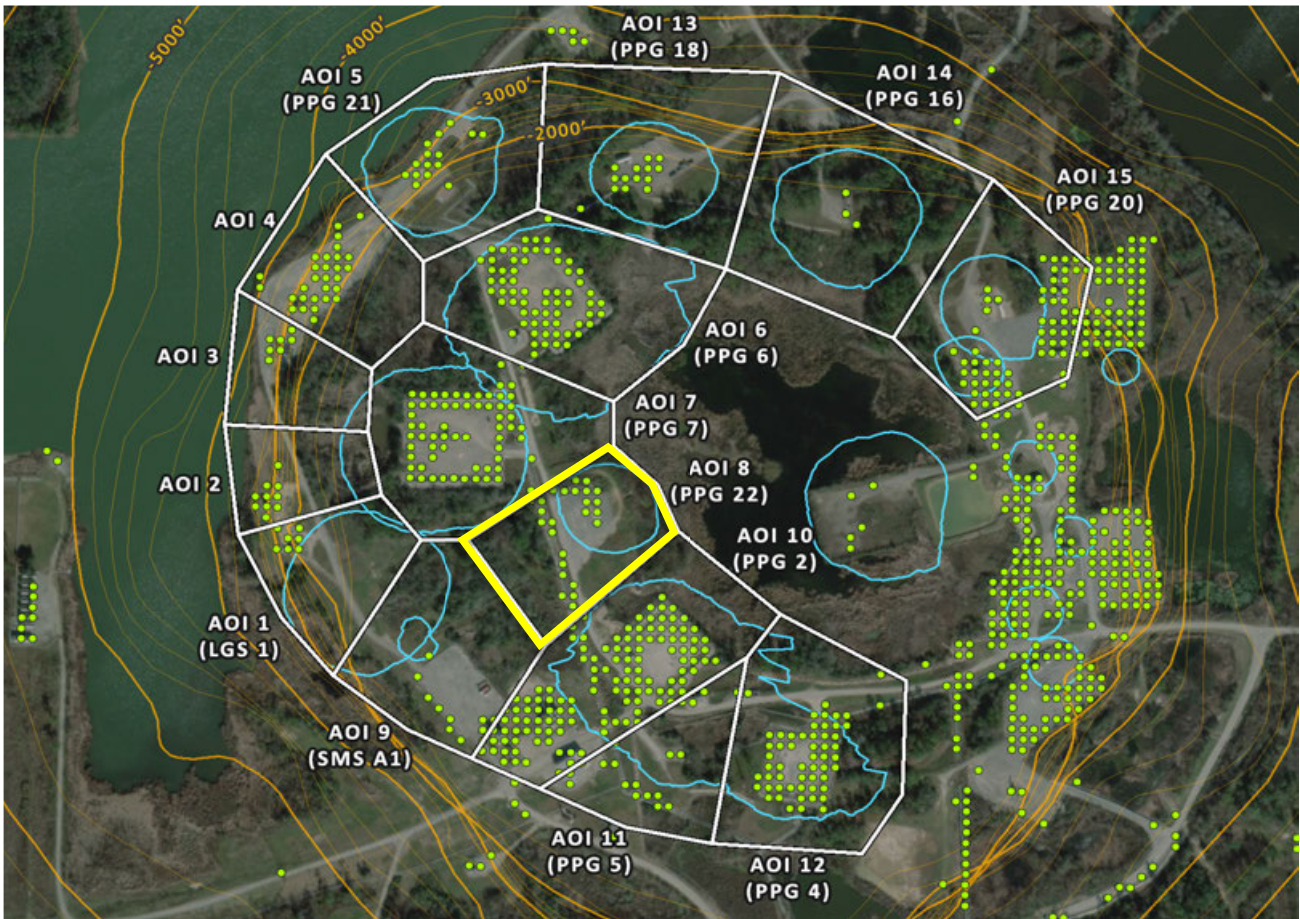 -5000'
-4000'
-3000'
-2000'
AOI 13
(PPG 18)
AOI 5
(PPG 21)
AOI 14
(PPG 16)
AOI 15
(PPG 20)
AOI 4
AOI 3
AOI 6
(PPG 6)
AOI 7
(PPG 7)
AOI 2
AOI 8
(PPG 22)
AOI 10
(PPG 2)
AOI 1
(LGS 1)
AOI 9
(SMS A1)
AOI 11
(PPG 5)
AOI 12
(PPG 4)